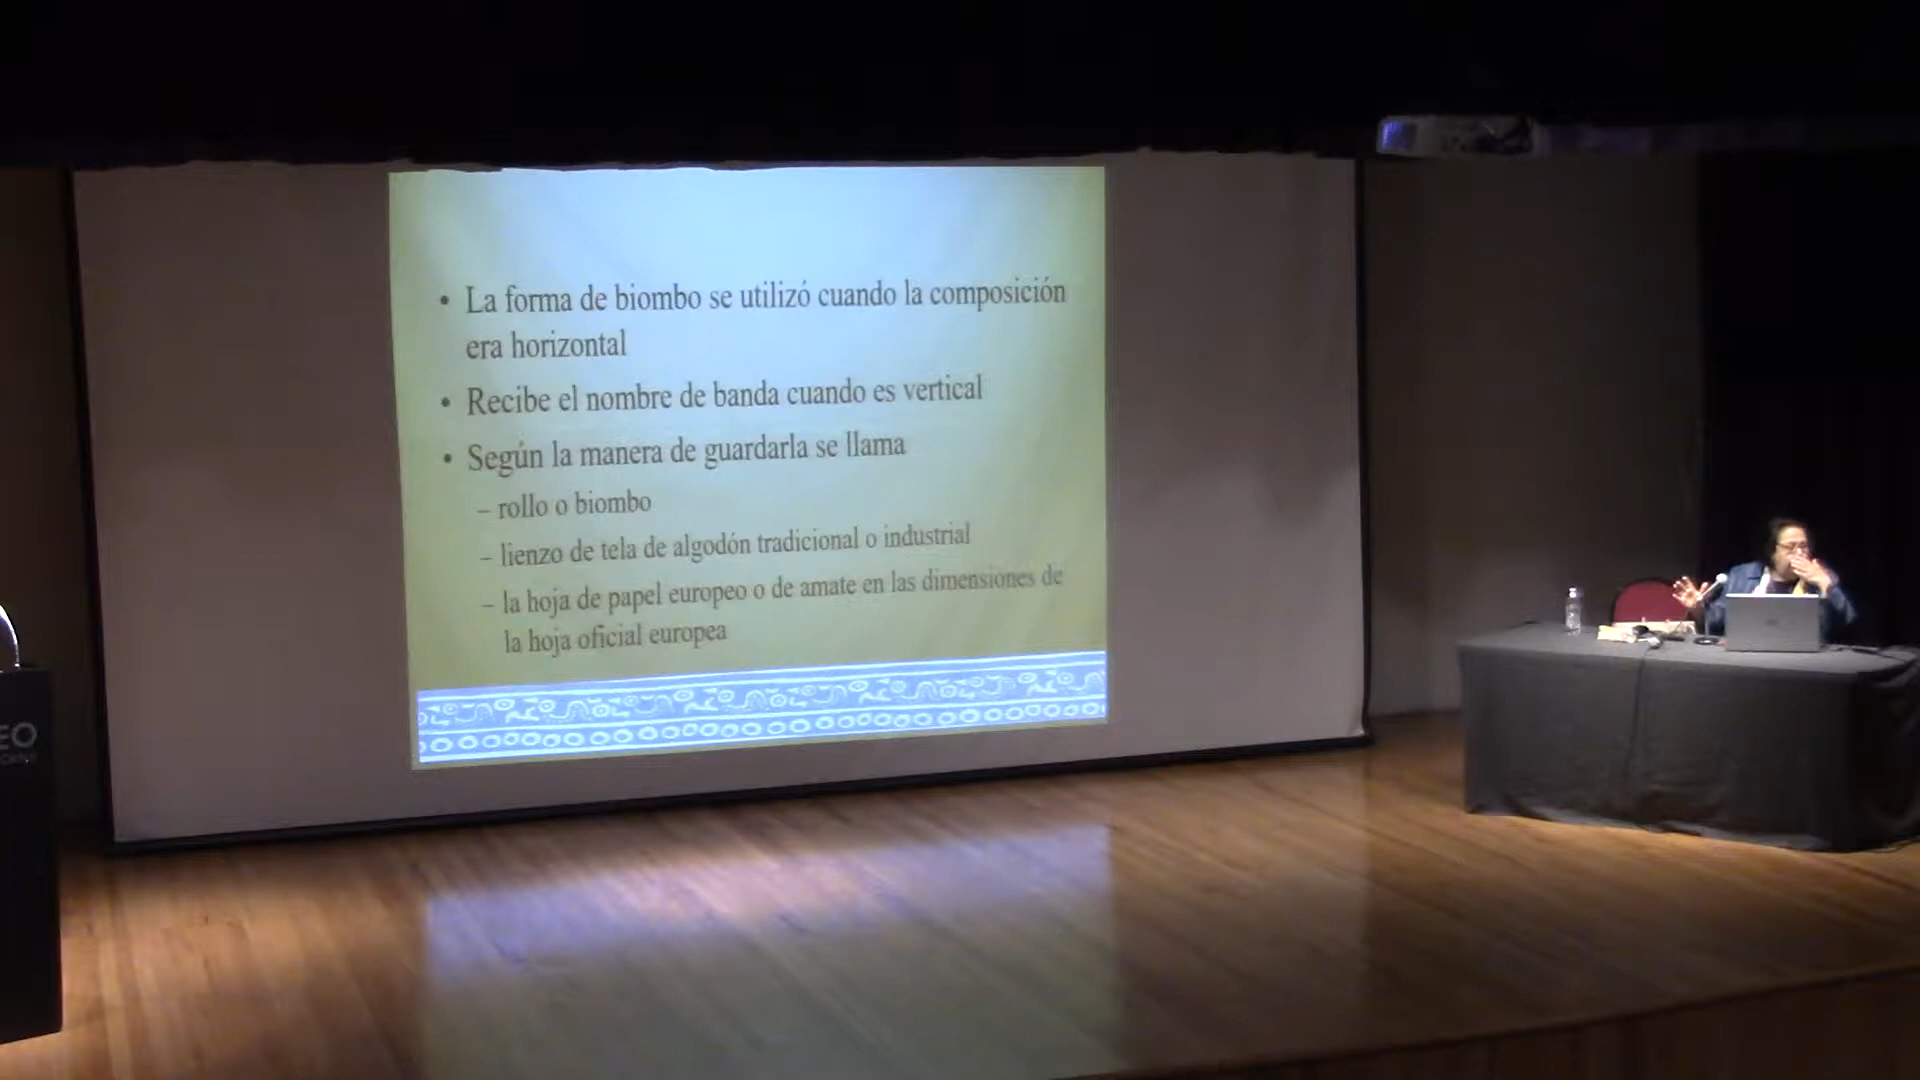 • La forma de biombo se utilizó cuando la composición
era horizontal
• Recibe el nombre de banda cuando es vertical
• Según la manera de guardarla se llama
– rollo o biombo
– lienzo de tela de algodón tradicional o industrial
– la hoja de papel europeo o de amate en las dimensiones de
la hoja oficial europea
EO